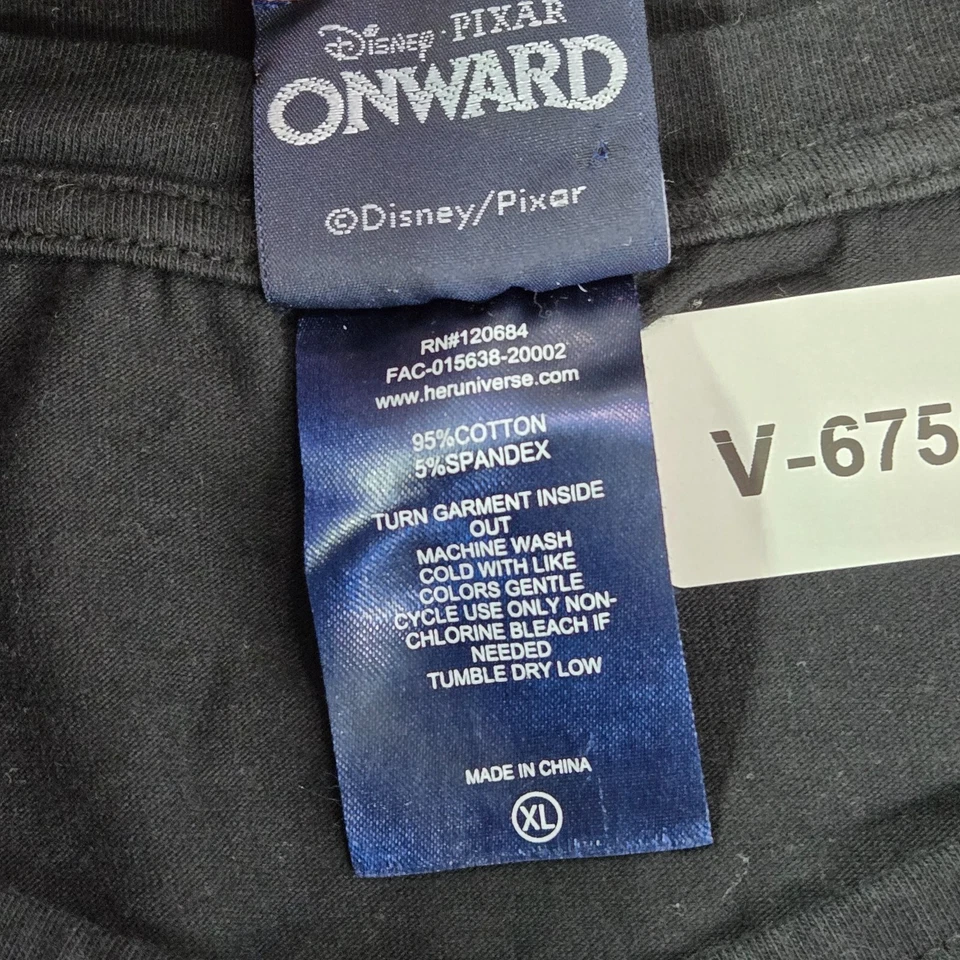 Disney·PIXAR
ONWARD
©Disney/Pixar
RN#120684
FAC-015638-20002
www.heruniverse.com
95%COTTON
5%SPANDEX
TURN GARMENT INSIDE
OUT
MACHINE WASH
COLD WITH LIKE
COLORS GENTLE
CYCLE USE ONLY NON-
CHLORINE BLEACH IF
NEEDED
TUMBLE DRY LOW
MADE IN CHINA
XL
V-675